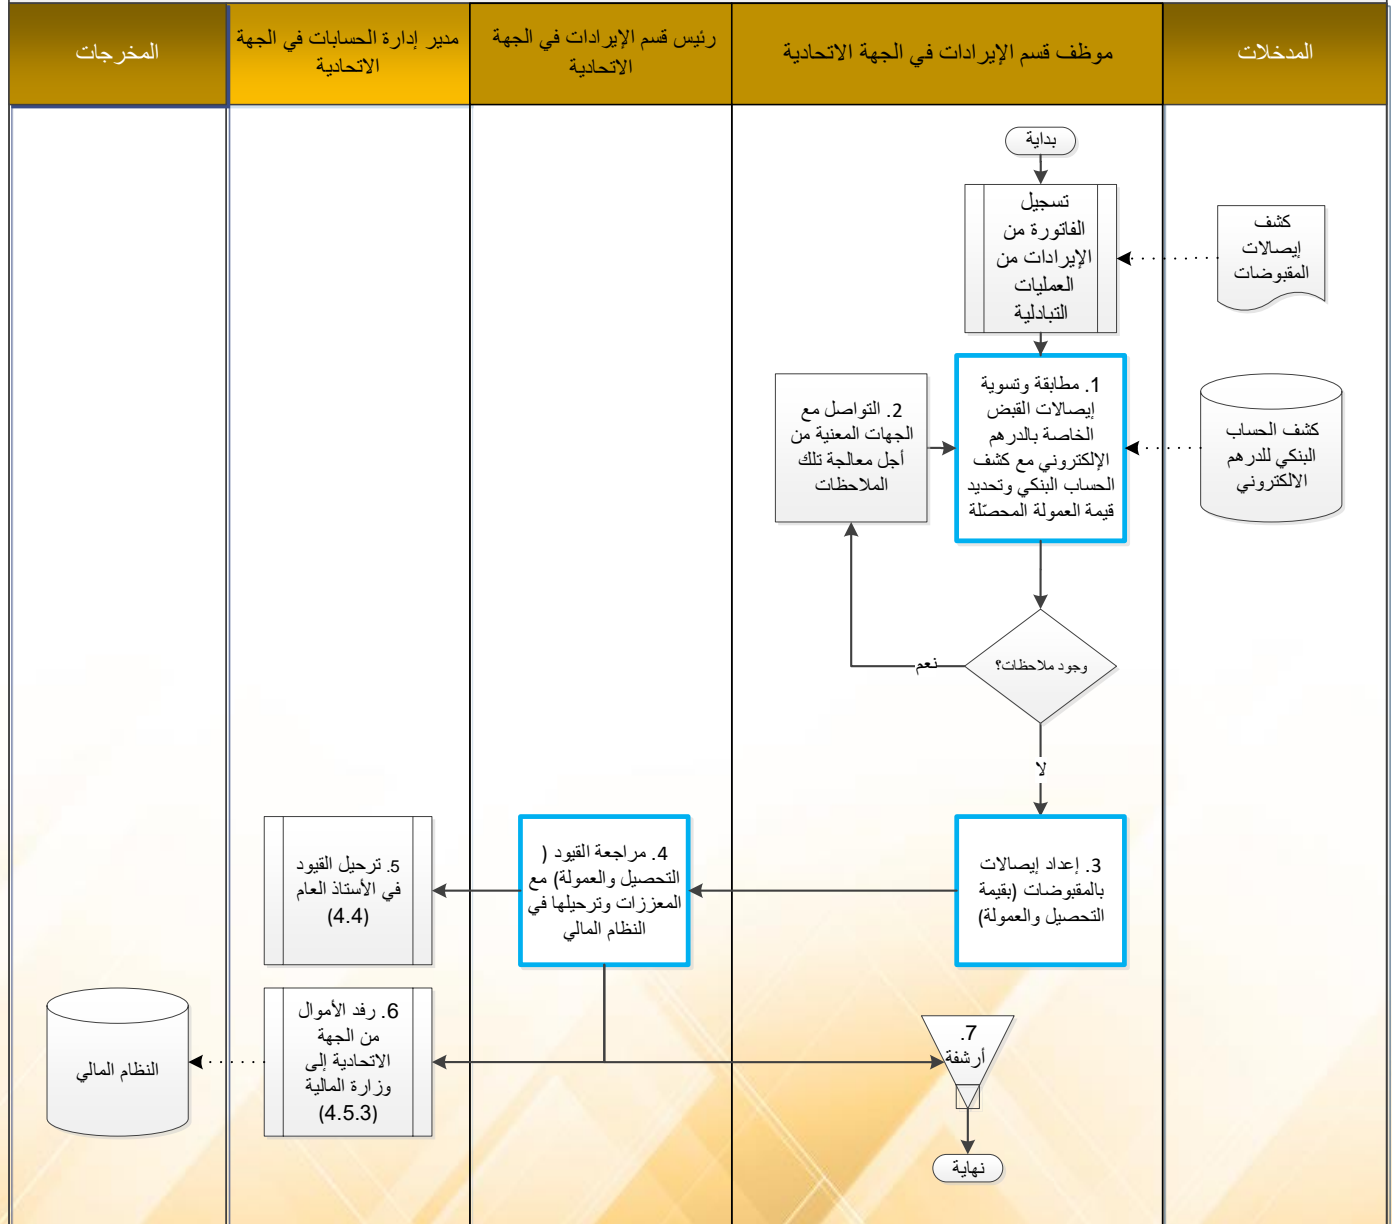 المدخلات
موظف قسم الإيرادات في الجهة الاتحادية
رئيس قسم الإيرادات في الجهة
الاتحادية
مدير إدارة الحسابات في الجهة
الاتحادية
المخرجات
بداية
تسجيل
الفاتورة من
الإيرادات من
العمليات
التبادلية
كشف
إيصالات
المقبوضات
1. مطابقة وتسوية
إيصالات القبض
الخاصة بالدرهم
الإلكتروني مع كشف
الحساب البنكي وتحديد
قيمة العمولة المحصّلة
كشف الحساب
البنكي للدرهم
الالكتروني
2. التواصل مع
الجهات المعنية من
أجل معالجة تلك
الملاحظات
وجود ملاحظات؟
نعم
لا
3. إعداد إيصالات
بالمقبوضات (بقيمة
التحصيل والعمولة)
4. مراجعة القيود (
التحصيل والعمولة) مع
المعززات وترحيلها في
النظام المالي
5. ترحيل القيود
في الأستاذ العام
(4.4)
6. رفد الأموال
من الجهة
الاتحادية إلى
وزارة المالية
(4.5.3)
النظام المالي
7.
أرشفة
نهاية